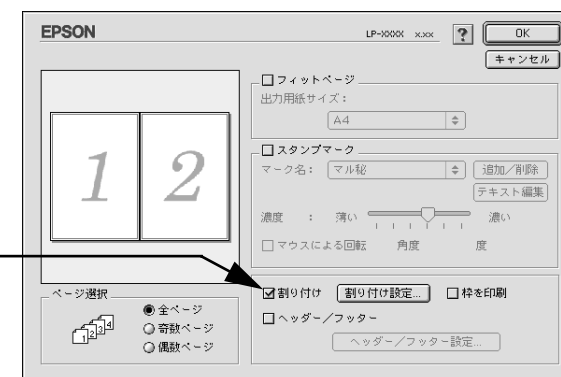 EPSON
LP-XXXX x.xx
?
OK
キャンセル
1
2
□フィットページ
出力用紙サイズ:
A4
□スタンプマーク
マーク名: マル秘
追加/削除
テキスト編集
濃度 : 薄い 濃い
□マウスによる回転 角度 度
ページ選択
1 2 3 4
全ページ
奇数ページ
偶数ページ
割り付け 割り付け設定... □枠を印刷
□ヘッダー/フッター
ヘッダー/フッター設定...